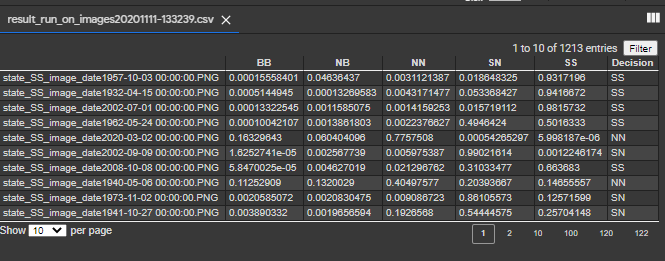 result_run_on_images20201111-133239.csv
1 to 10 of 1213 entries Filter
BB NB NN SN SS Decision
state_SS_image_date1957-10-03 00:00:00.PNG 0.00015558401 0.04636437 0.0031121387 0.018648325 0.9317196 SS
state_SS_image_date1932-04-15 00:00:00.PNG 0.0005144945 0.00013269583 0.0043171477 0.053368427 0.9416672 SS
state_SS_image_date2002-07-01 00:00:00.PNG 0.00013322545 0.0011585075 0.0014159253 0.015719112 0.9815732 SS
state_SS_image_date1962-05-24 00:00:00.PNG 0.00010042107 0.0013861803 0.0022376627 0.4946424 0.5016333 SS
state_SS_image_date2020-03-02 00:00:00.PNG 0.16329643 0.060404096 0.7757508 0.00054265297 5.998187e-06 NN
state_SS_image_date2002-09-09 00:00:00.PNG 1.6252741e-05 0.002567739 0.005975387 0.99021614 0.0012246174 SN
state_SS_image_date2008-10-08 00:00:00.PNG 5.8470025e-05 0.004627019 0.021296762 0.31033477 0.663683 SS
state_SS_image_date1940-05-06 00:00:00.PNG 0.11252909 0.1320029 0.40497577 0.20393667 0.14655557 NN
state_SS_image_date1973-11-02 00:00:00.PNG 0.0020585072 0.0020830475 0.009086723 0.86105573 0.12571599 SN
state_SS_image_date1941-10-27 00:00:00.PNG 0.003890332 0.0019656594 0.1926568 0.54444575 0.25704148 SN
Show 10 per page 1 2 10 100 120 122